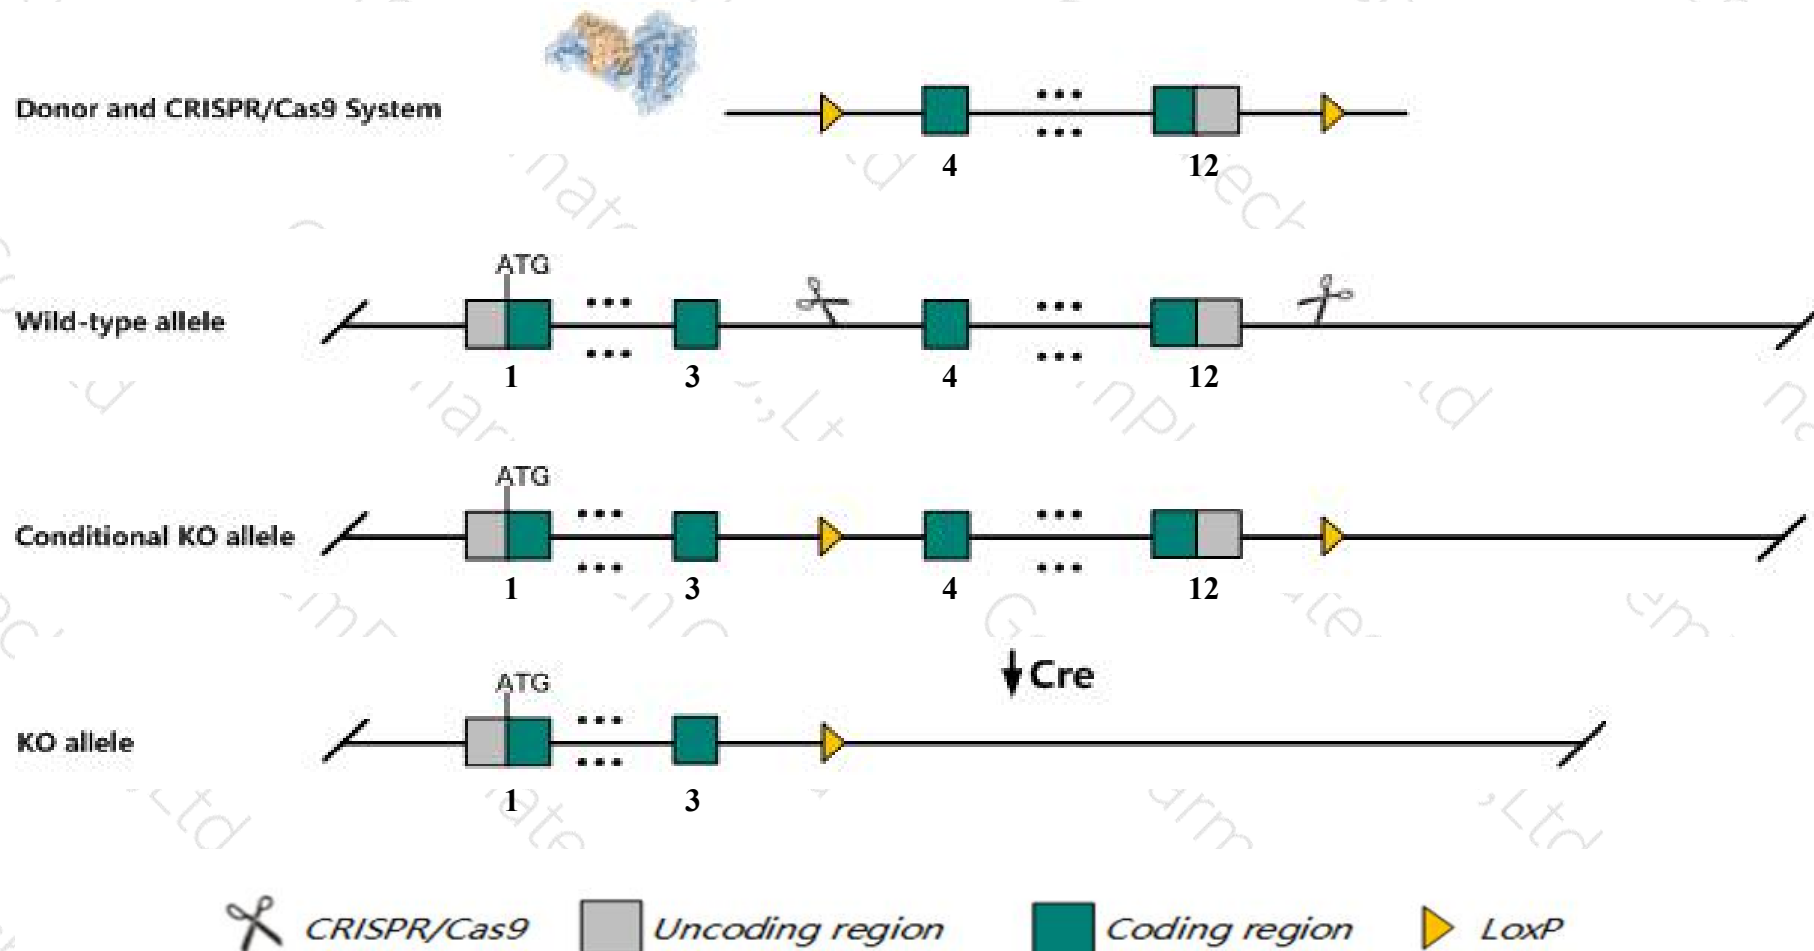 Donor and CRISPR/Cas9 System
4 12
ATG
Wild-type allele
1 3 4 12
ATG
Conditional KO allele
1 3 4 12
Cre
ATG
KO allele
1 3
CRISPR/Cas9 Uncoding region Coding region LoxP